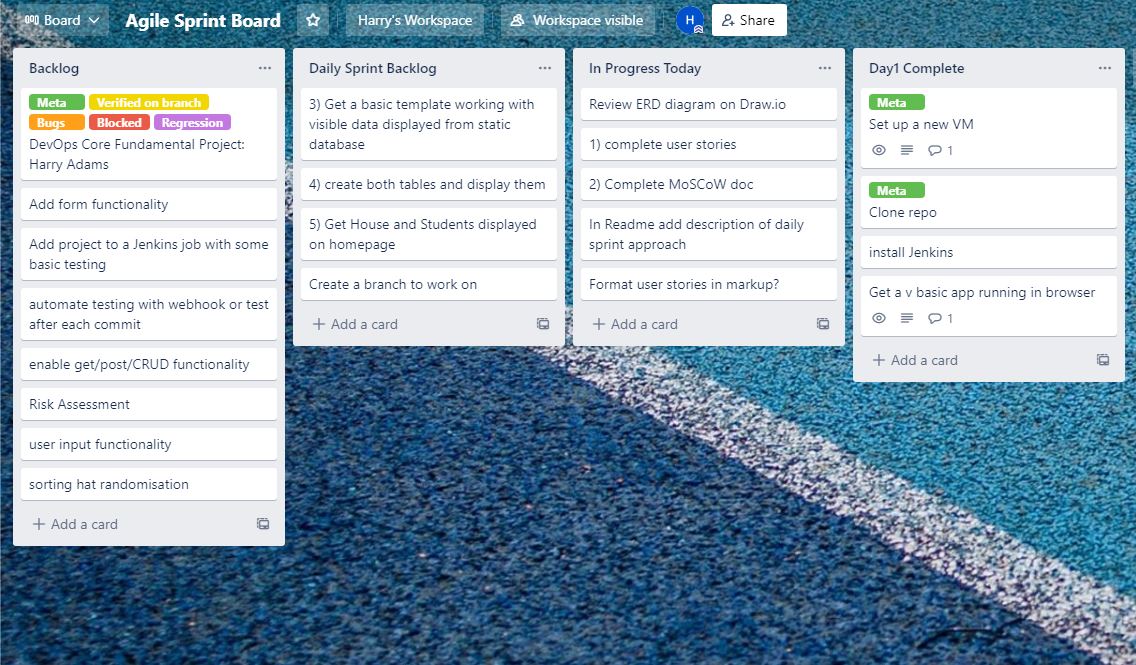 Board
Agile Sprint Board
Harry's Workspace
Workspace visible
H
Share
Backlog
Meta
Verified on branch
Bugs
Blocked
Regression
DevOps Core Fundamental Project:
Harry Adams
Add form functionality
Add project to a Jenkins job with some
basic testing
automate testing with webhook or test
after each commit
enable get/post/CRUD functionality
Risk Assessment
user input functionality
sorting hat randomisation
+ Add a card
Daily Sprint Backlog
3) Get a basic template working with
visible data displayed from static
database
4) create both tables and display them
5) Get House and Students displayed
on homepage
Create a branch to work on
+ Add a card
In Progress Today
Review ERD diagram on Draw.io
1) complete user stories
2) Complete MoSCoW doc
In Readme add description of daily
sprint approach
Format user stories in markup?
+ Add a card
Day1 Complete
Meta
Set up a new VM
1
Meta
Clone repo
install Jenkins
Get a v basic app running in browser
1
+ Add a card